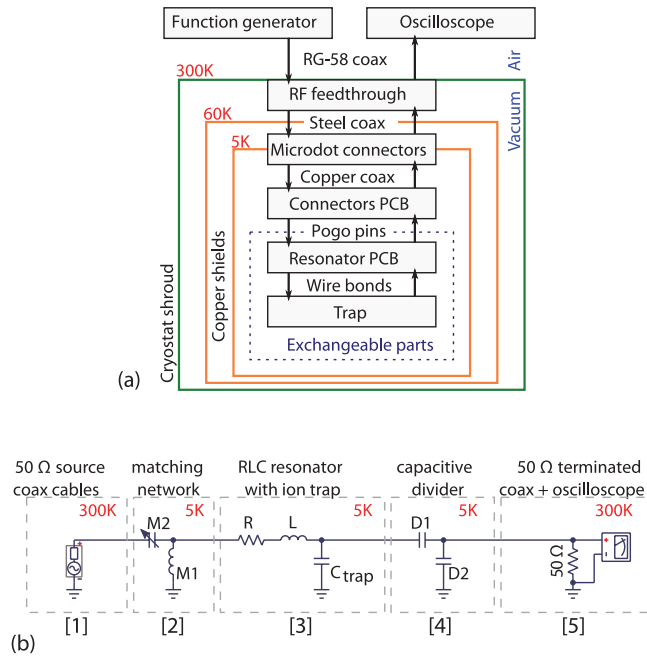 Function generator
Oscilloscope
RG-58 coax
Air
300K
RF feedthrough
Vacuum
60K
Steel coax
5K
Microdot connectors
Copper coax
Connectors PCB
Pogo pins
Resonator PCB
Wire bonds
Trap
Exchangeable parts
Copper shields
Cryostat shroud
(a)
50 Ω source
coax cables
matching
network
RLC resonator
with ion trap
capacitive
divider
50 Ω terminated
coax + oscilloscope
300K
5K
5K
5K
300K
M2
M1
R
L
C trap
D1
D2
50 Ω
+
-
+
-
(b)
[1]
[2]
[3]
[4]
[5]